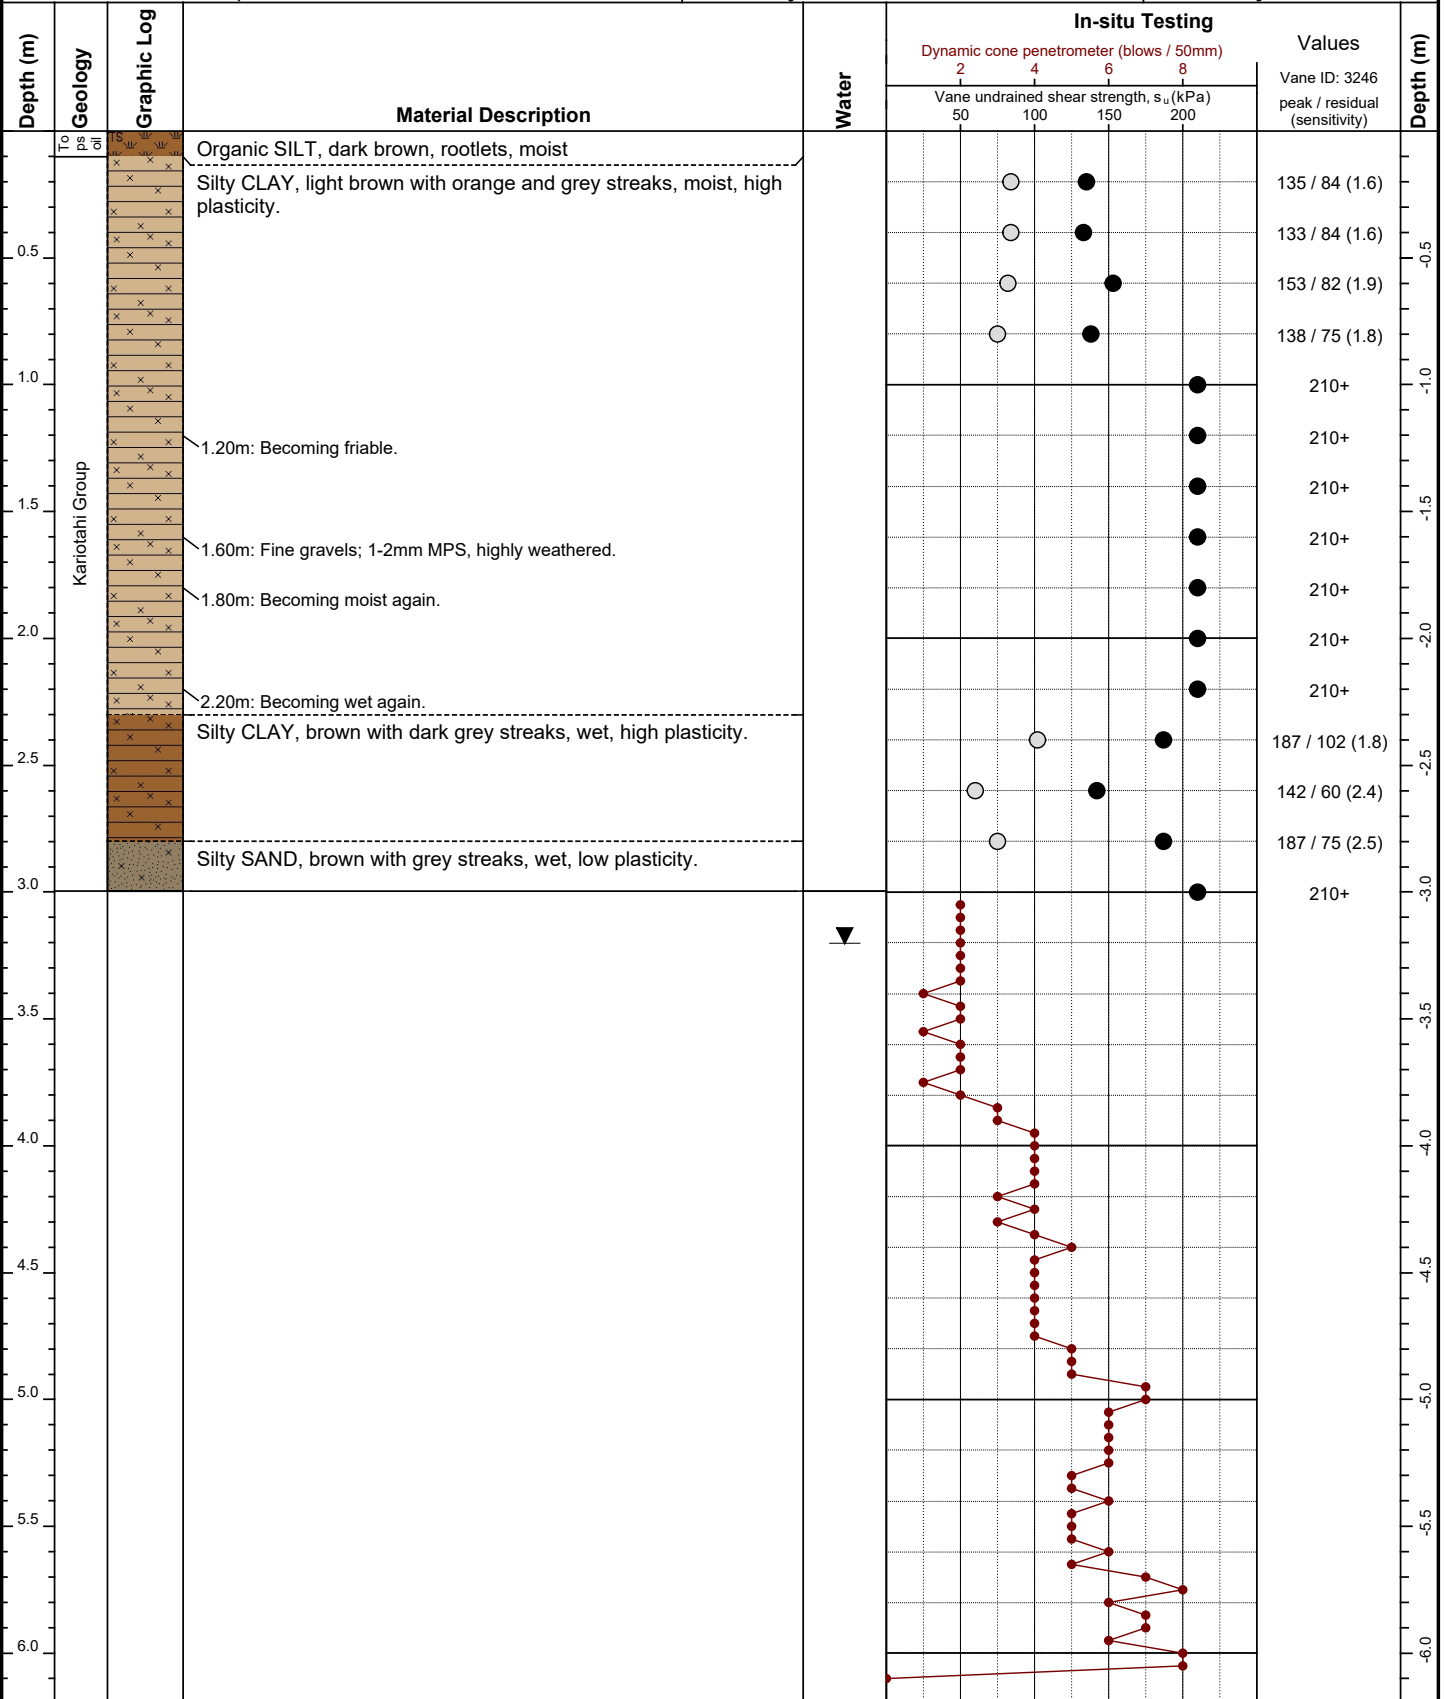 In-situ Testing
Depth (m)
Geology
Graphic Log
Material Description
Water
Dynamic cone penetrometer (blows / 50mm)
2 4 6 8
Vane undrained shear strength, su(kPa)
50 100 150 200
Values
Vane ID: 3246
peak / residual
(sensitivity)
Depth (m)
To
ps
oil
TS
Organic SILT, dark brown, rootlets, moist
Silty CLAY, light brown with orange and grey streaks, moist, high
plasticity.
135 / 84 (1.6)
133 / 84 (1.6)
0.5
-0.5
153 / 82 (1.9)
138 / 75 (1.8)
1.0
210+
-1.0
1.20m: Becoming friable.
210+
Kariotahi Group
1.5
210+
-1.5
1.60m: Fine gravels; 1-2mm MPS, highly weathered.
210+
1.80m: Becoming moist again.
210+
2.0
210+
-2.0
2.20m: Becoming wet again.
210+
Silty CLAY, brown with dark grey streaks, wet, high plasticity.
187 / 102 (1.8)
2.5
-2.5
142 / 60 (2.4)
187 / 75 (2.5)
Silty SAND, brown with grey streaks, wet, low plasticity.
3.0
210+
-3.0
3.5
-3.5
4.0
-4.0
4.5
-4.5
5.0
-5.0
5.5
-5.5
6.0
-6.0